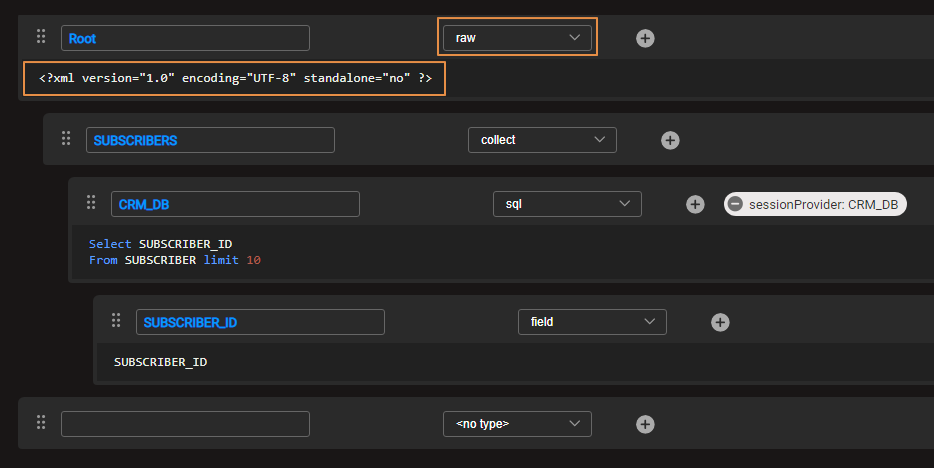 Root raw
<?xml version="1.0" encoding="UTF-8" standalone="no" ?>
SUBSCRIBERS collect
CRM_DB sql sessionProvider: CRM_DB
Select SUBSCRIBER_ID
From SUBSCRIBER limit 10
SUBSCRIBER_ID field
SUBSCRIBER_ID
<no type>